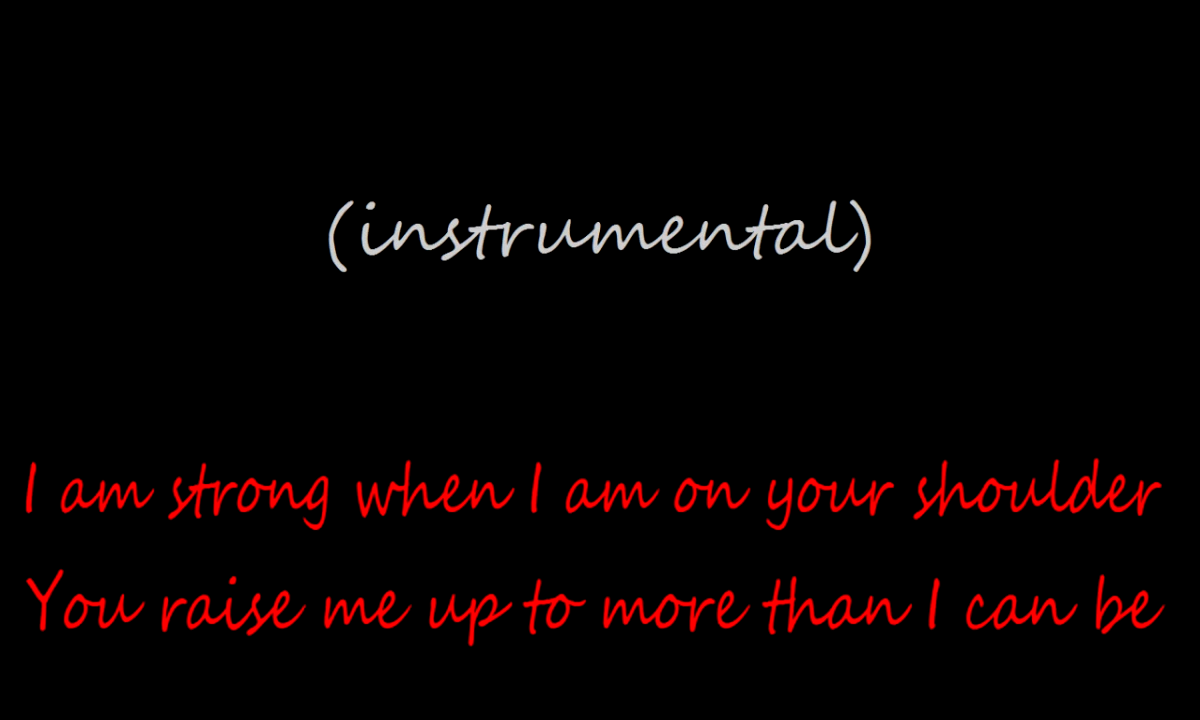 (instrumental)
I am strong when I am on your shoulder
You raise me up to more than I can be